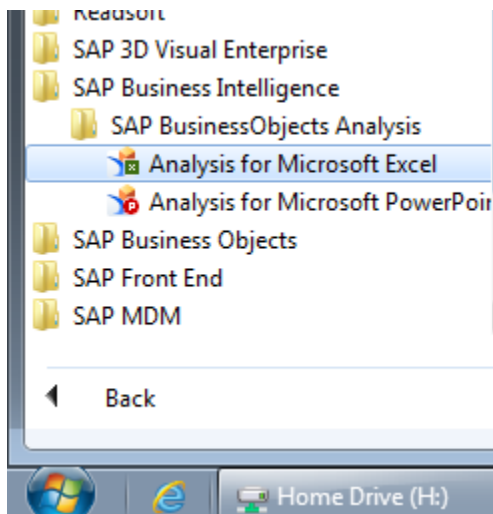 Readsoft
SAP 3D Visual Enterprise
SAP Business Intelligence
SAP BusinessObjects Analysis
Analysis for Microsoft Excel
Analysis for Microsoft PowerPoin
SAP Business Objects
SAP Front End
SAP MDM
Back
Home Drive (H:)